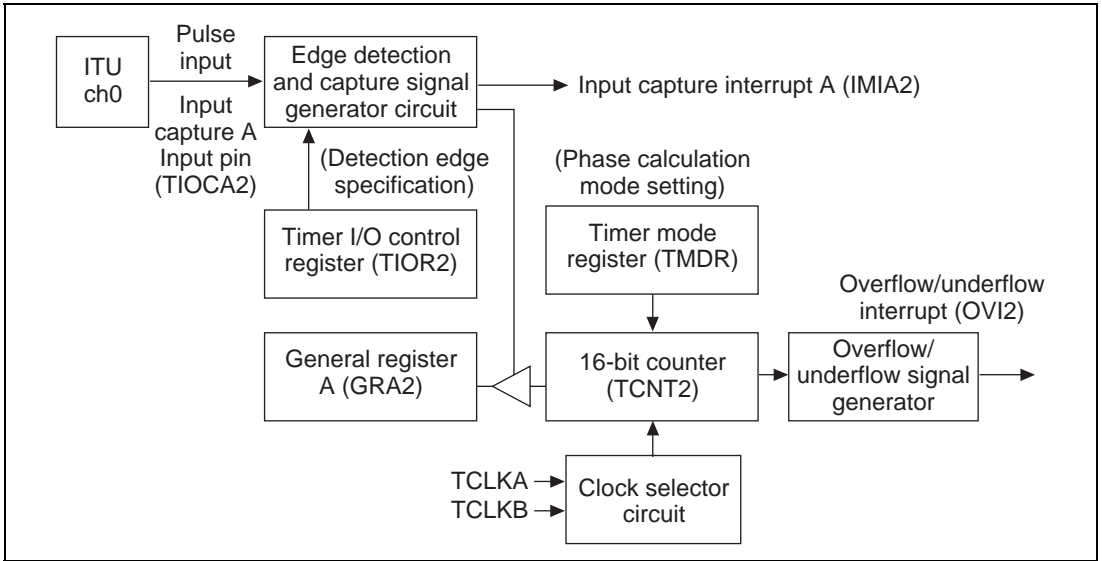 ITU
ch0
Pulse
input
Input
capture A
Input pin
(TIOCA2)
Edge detection
and capture signal
generator circuit
Input capture interrupt A (IMIA2)
(Detection edge
specification)
Timer I/O control
register (TIOR2)
(Phase calculation
mode setting)
Timer mode
register (TMDR)
Overflow/underflow
interrupt (OVI2)
General register
A (GRA2)
16-bit counter
(TCNT2)
Overflow/
underflow signal
generator
TCLKA
TCLKB
Clock selector
circuit